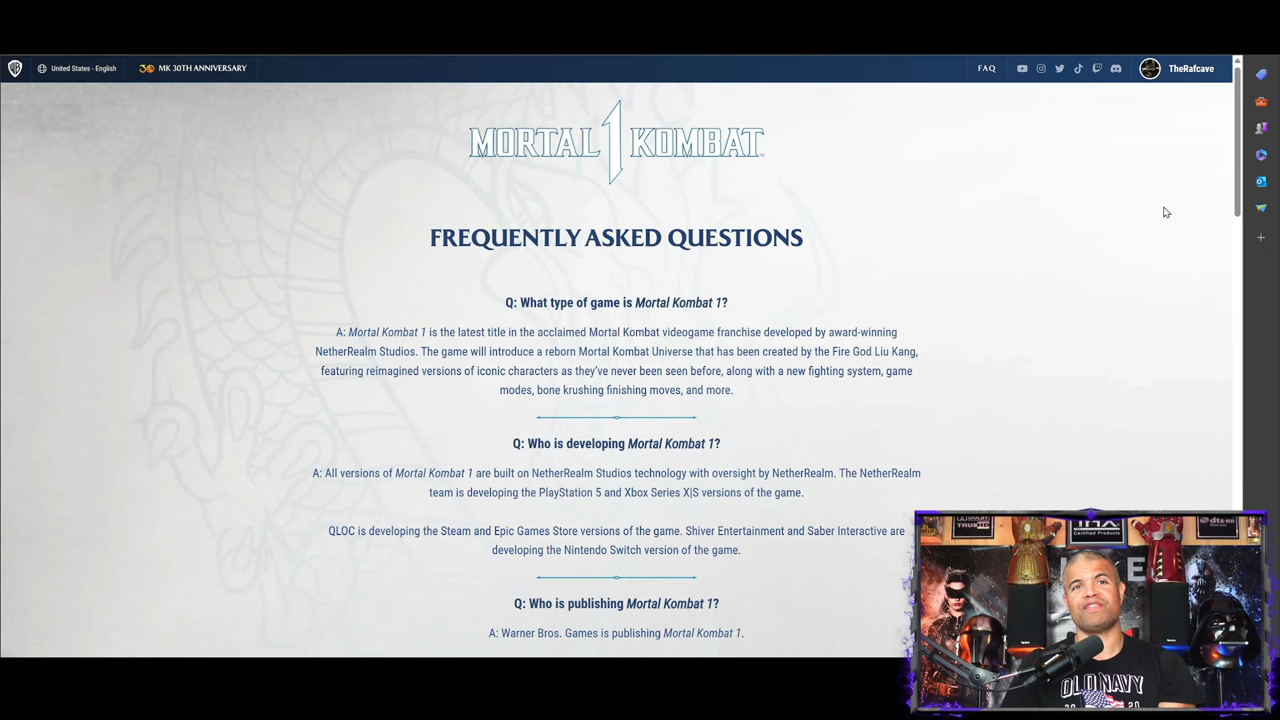 United States - English
MK 30TH ANNIVERSARY
FAQ
TheRafcave
MORTAL 1 KOMBAT
FREQUENTLY ASKED QUESTIONS
Q: What type of game is Mortal Kombat 1?
A: Mortal Kombat 1 is the latest title in the acclaimed Mortal Kombat videogame franchise developed by award-winning
NetherRealm Studios. The game will introduce a reborn Mortal Kombat Universe that has been created by the Fire God Liu Kang,
featuring reimagined versions of iconic characters as they've never been seen before, along with a new fighting system, game
modes, bone krushing finishing moves, and more.
Q: Who is developing Mortal Kombat 1?
A: All versions of Mortal Kombat 1 are built on NetherRealm Studios technology with oversight by NetherRealm. The NetherRealm
team is developing the PlayStation 5 and Xbox Series X|S versions of the game.
QLOC is developing the Steam and Epic Games Store versions of the game. Shiver Entertainment and Saber Interactive are
developing the Nintendo Switch version of the game.
Q: Who is publishing Mortal Kombat 1?
A: Warner Bros. Games is publishing Mortal Kombat 1.
THX
Certified Products
dts-HD
OLD NAVY